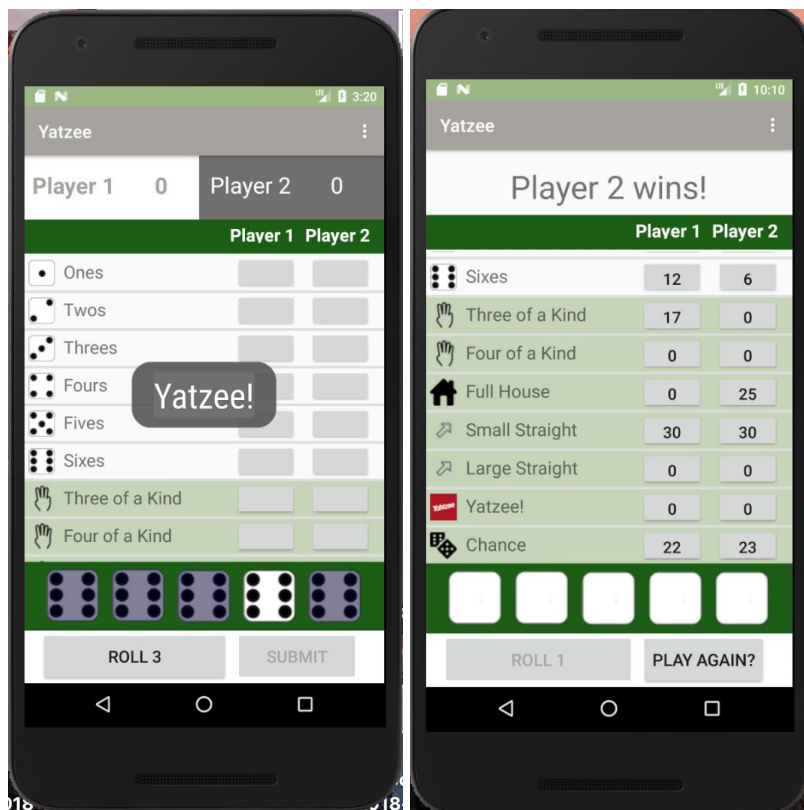 LTE 3:20
Yatzee
Player 1 0 Player 2 0
Player 1 Player 2
Ones
Twos
Threes
Fours
Fives
Sixes
Three of a Kind
Four of a Kind
Yatzee!
ROLL 3 SUBMIT
LTE 10:10
Yatzee
Player 2 wins!
Player 1 Player 2
Sixes 12 6
Three of a Kind 17 0
Four of a Kind 0 0
Full House 0 25
Small Straight 30 30
Large Straight 0 0
Yahtzee Yatzee! 0 0
Chance 22 23
ROLL 1 PLAY AGAIN?